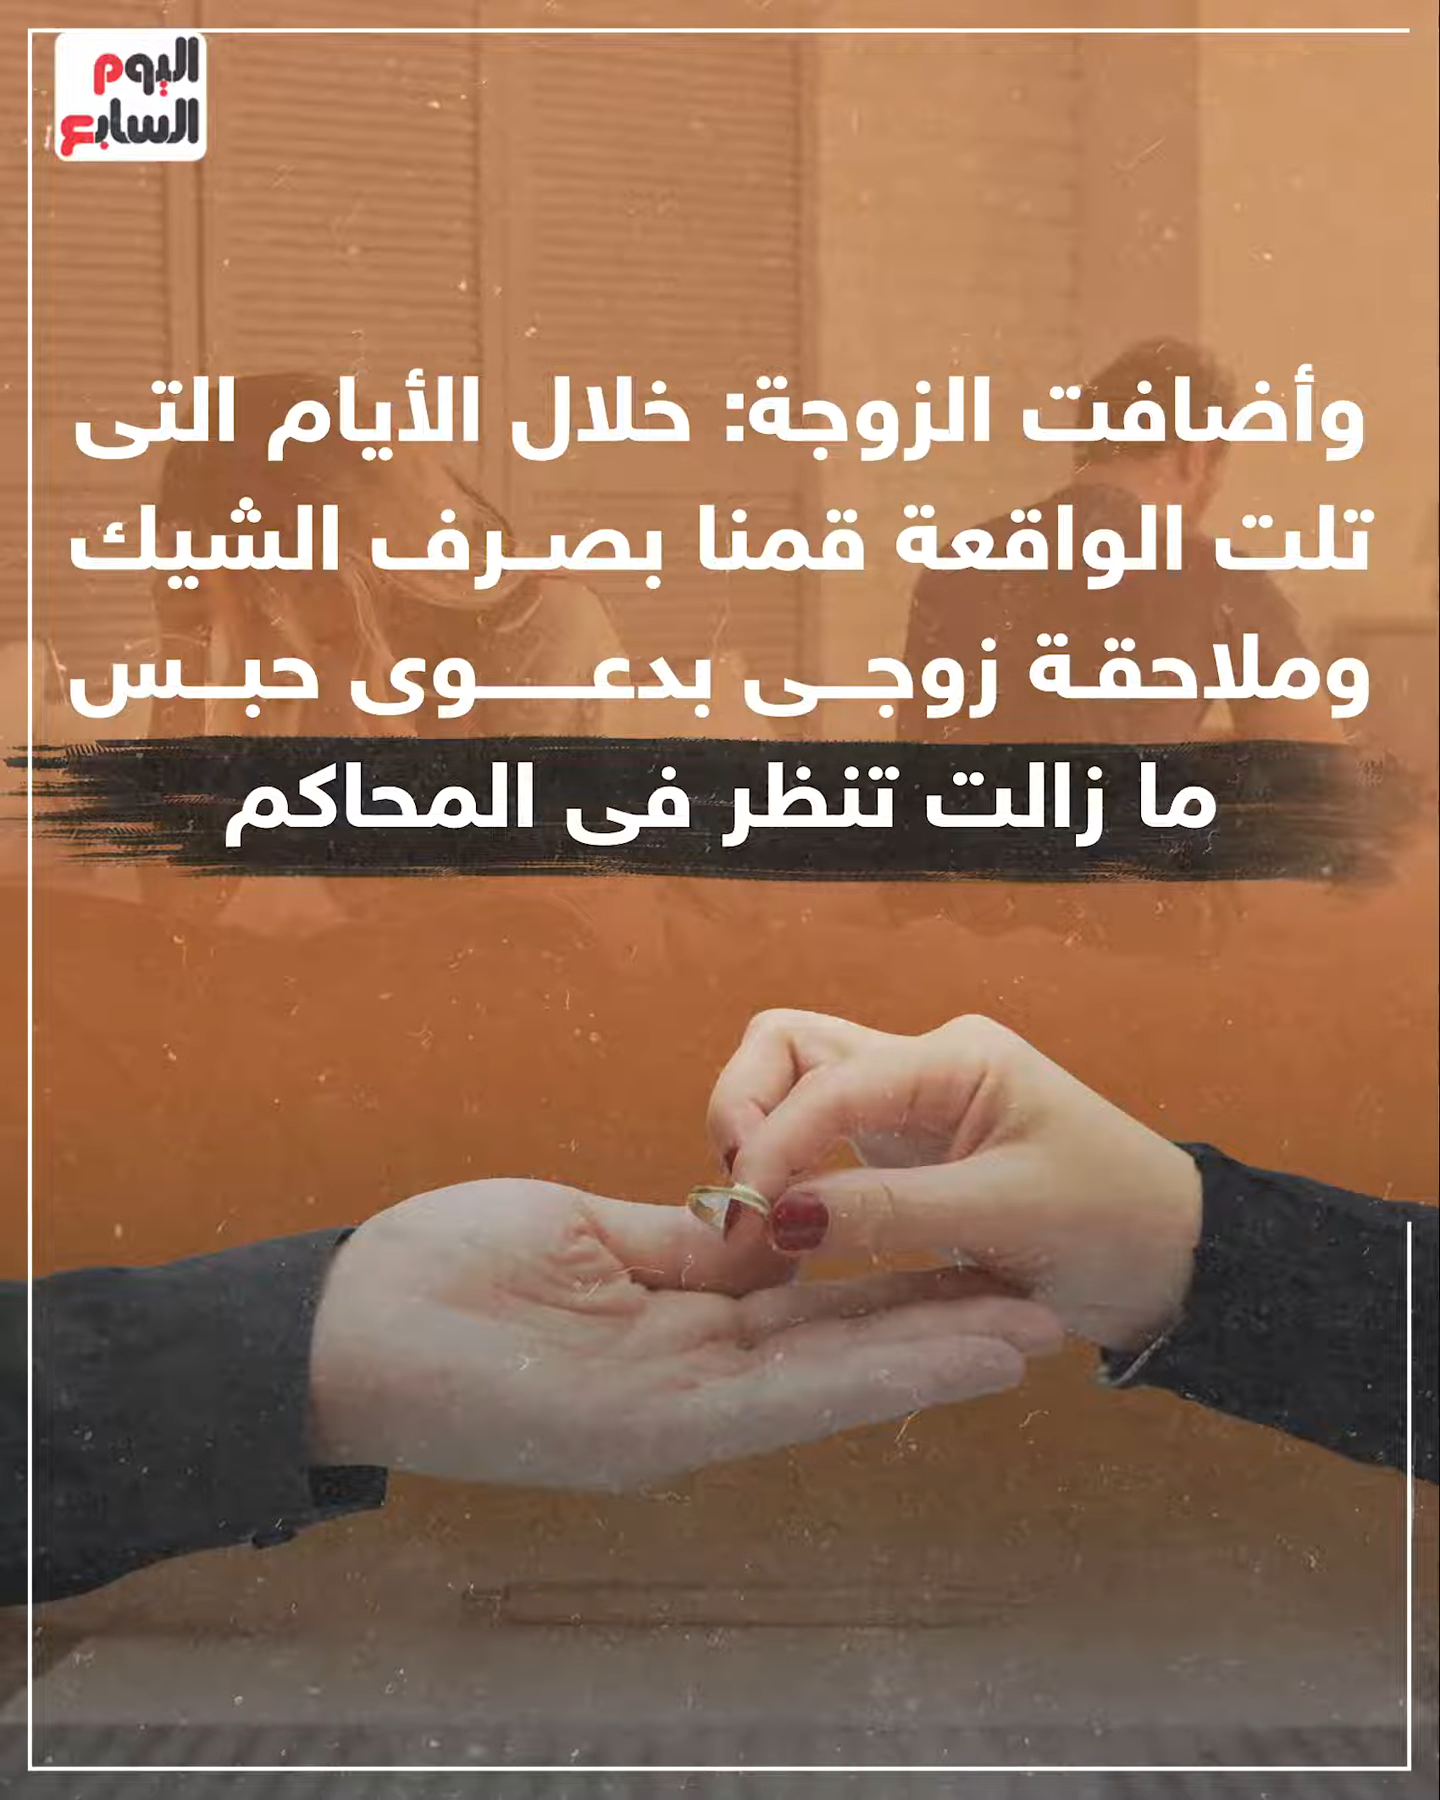 اليوم
السابع
وأضافت الزوجة: خلال الأيام التى
تلت الواقعة قمنا بصرف الشيك
وملاحقة زوجى بدعوى حبس
ما زالت تنظر فى المحاكم